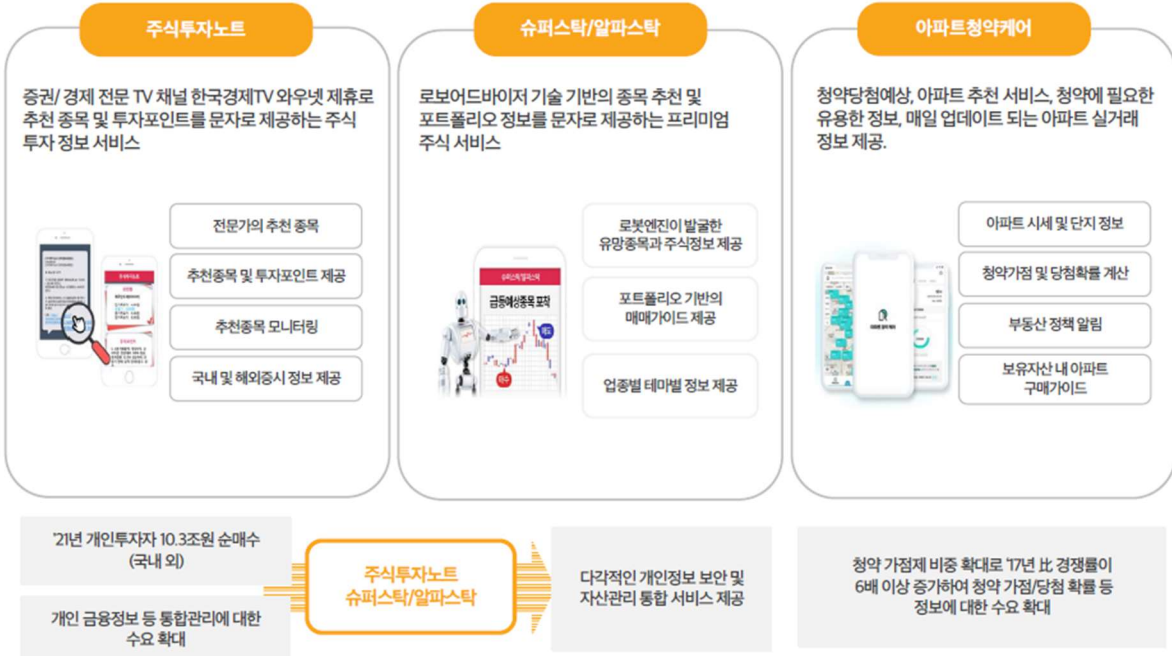 주식투자노트
증권/ 경제 전문 TV 채널 한국경제TV 와우넷 제휴로
추천 종목 및 투자포인트를 문자로 제공하는 주식
투자 정보 서비스
전문가의 추천 종목
추천종목 및 투자포인트 제공
추천종목 모니터링
국내 및 해외증시 정보 제공
슈퍼스탁/알파스탁
로보어드바이저 기술 기반의 종목 추천 및
포트폴리오 정보를 문자로 제공하는 프리미엄
주식 서비스
슈퍼스탁/알파스탁
금등예상종목 포착
매도
매수
로봇엔진이 발굴한
유망종목과 주식정보 제공
포트폴리오 기반의
매매가이드 제공
업종별 테마별 정보 제공
아파트청약케어
청약당첨예상, 아파트 추천 서비스, 청약에 필요한
유용한 정보, 매일 업데이트 되는 아파트 실거래
정보 제공.
아파트 시세 및 단지 정보
청약가점 및 당첨확률 계산
부동산 정책 알림
보유자산 내 아파트
구매가이드
'21년 개인투자자 10.3조원 순매수
(국내 외)
개인 금융정보 등 통합관리에 대한
수요 확대
주식투자노트
슈퍼스탁/알파스탁
다각적인 개인정보 보안 및
자산관리 통합 서비스 제공
청약 가점제 비중 확대로 '17년 比 경쟁률이
6배 이상 증가하여 청약 가점/당첨 확률 등
정보에 대한 수요 확대